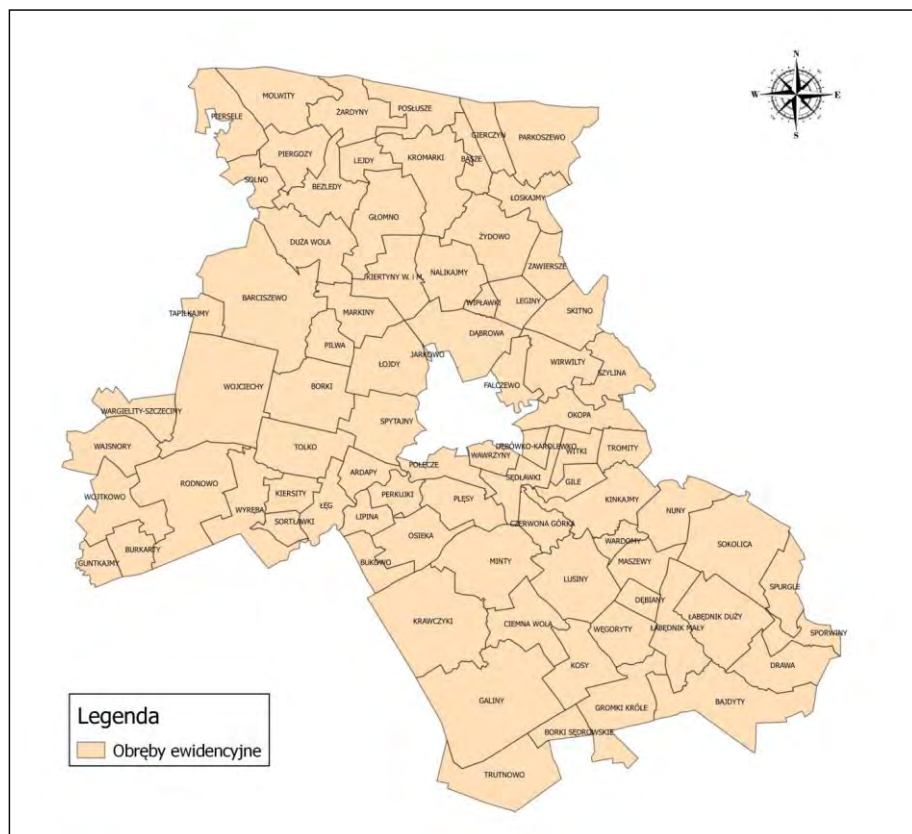 N
W E
S
MOLWITY
ŻARDYNY
POSŁUSZE
PIERSELE
GIERCZYN
PARKOSZEWO
PIERGOZY
LEJDY
KROMARKI
BASZE
SOLNO
BEZLEDY
ŁOSKAJMY
GŁOMNO
DUŻA WOLA
ŻYDOWO
ZAWIERSZE
KIERTYNY W. i M.
NALIKAJMY
BARCISZEWO
WIPŁAWKI
LEGINY
SKITNO
TAPILKAJMY
MARKINY
DĄBROWA
PILWA
JARKOWO
ŁOJDY
WIRWILTY
SZYLINA
WOJCIECHY
BORKI
FALCZEWO
WARGIELITY-SZCZECINY
SPYTAJNY
OKOPA
WAJSNORY
TOLKO
DĘBÓWKO-KAROLEWKO
WITKI
TROMITY
WAWRZYNY
POŁĘCZE
ARDAPY
SĘDŁAWKI
GILE
RODNOWO
KIERSITY
PERKUJKI
PLĘSY
KINKAJMY
WOJTKOWO
ŁĘG
WYRĘBA
LIPINA
NUNY
SORTŁAWKI
CZERWONA GÓRKA
OSIEKA
WARDOMY
SOKOLICA
BURKARTY
GUNTKAJMY
BUKOWO
MINTY
MASZEWY
LUSINY
SPURGLE
DĘBIANY
ŁABĘDNIK DUŻY
KRAWCZYKI
CIEMNA WOLA
WĘGORYTY
ŁABĘDNIK MAŁY
SPORWINY
KOSY
DRAWA
GALINY
BAJDYTY
GROMKI KRÓLE
BORKI SĘDROWSKIE
TRUTNOWO
Legenda
Obręby ewidencyjne